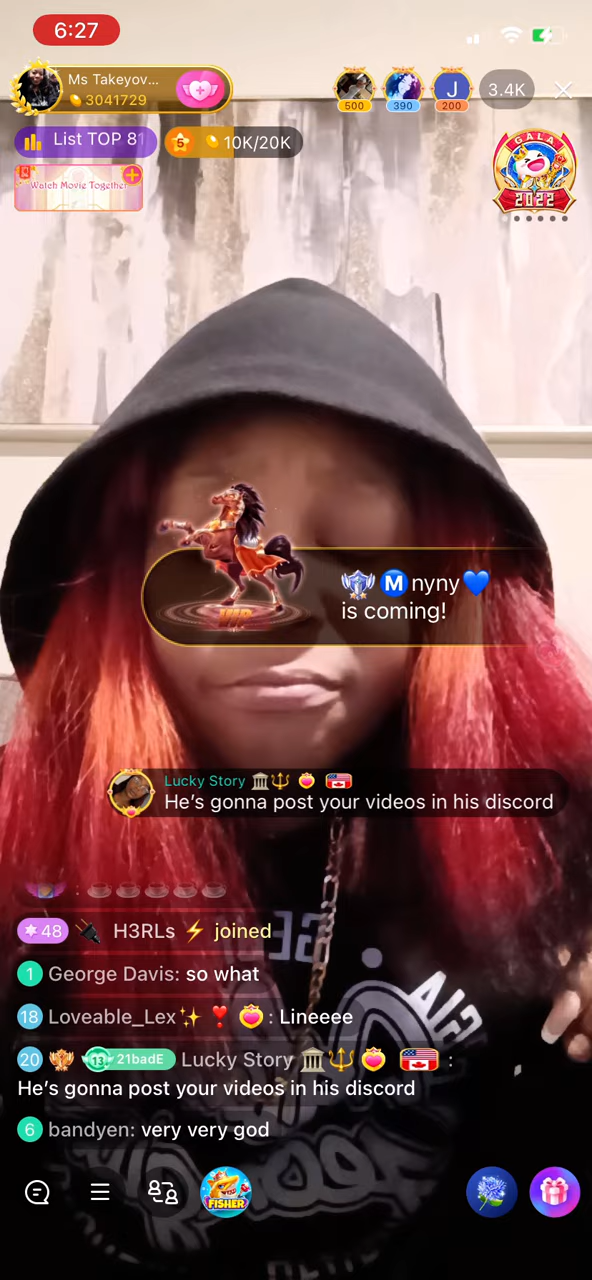 6:27
Ms Takeyov...
3041729
500
390
J
200
3.4K
List TOP 81
5
10K/20K
Watch Movie Together
GALA
2022
VIP
M nyny
is coming!
Lucky Story
He's gonna post your videos in his discord
:
48 H3RLs joined
1 George Davis: so what
18 Loveable_Lex : Lineeee
20 13 21badE Lucky Story :
He's gonna post your videos in his discord
6 bandyen: very very god
FISHER